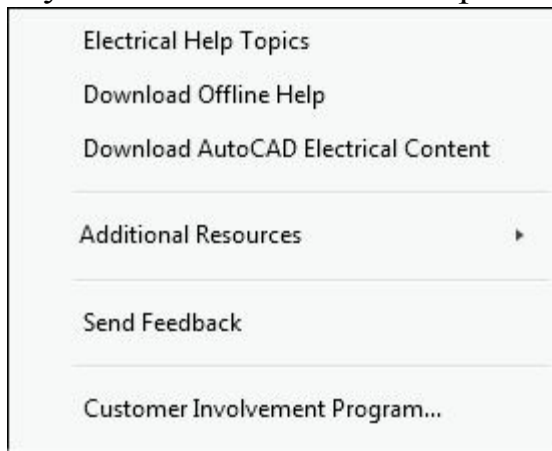 Electrical Help Topics
Download Offline Help
Download AutoCAD Electrical Content
Additional Resources
Send Feedback
Customer Involvement Program...